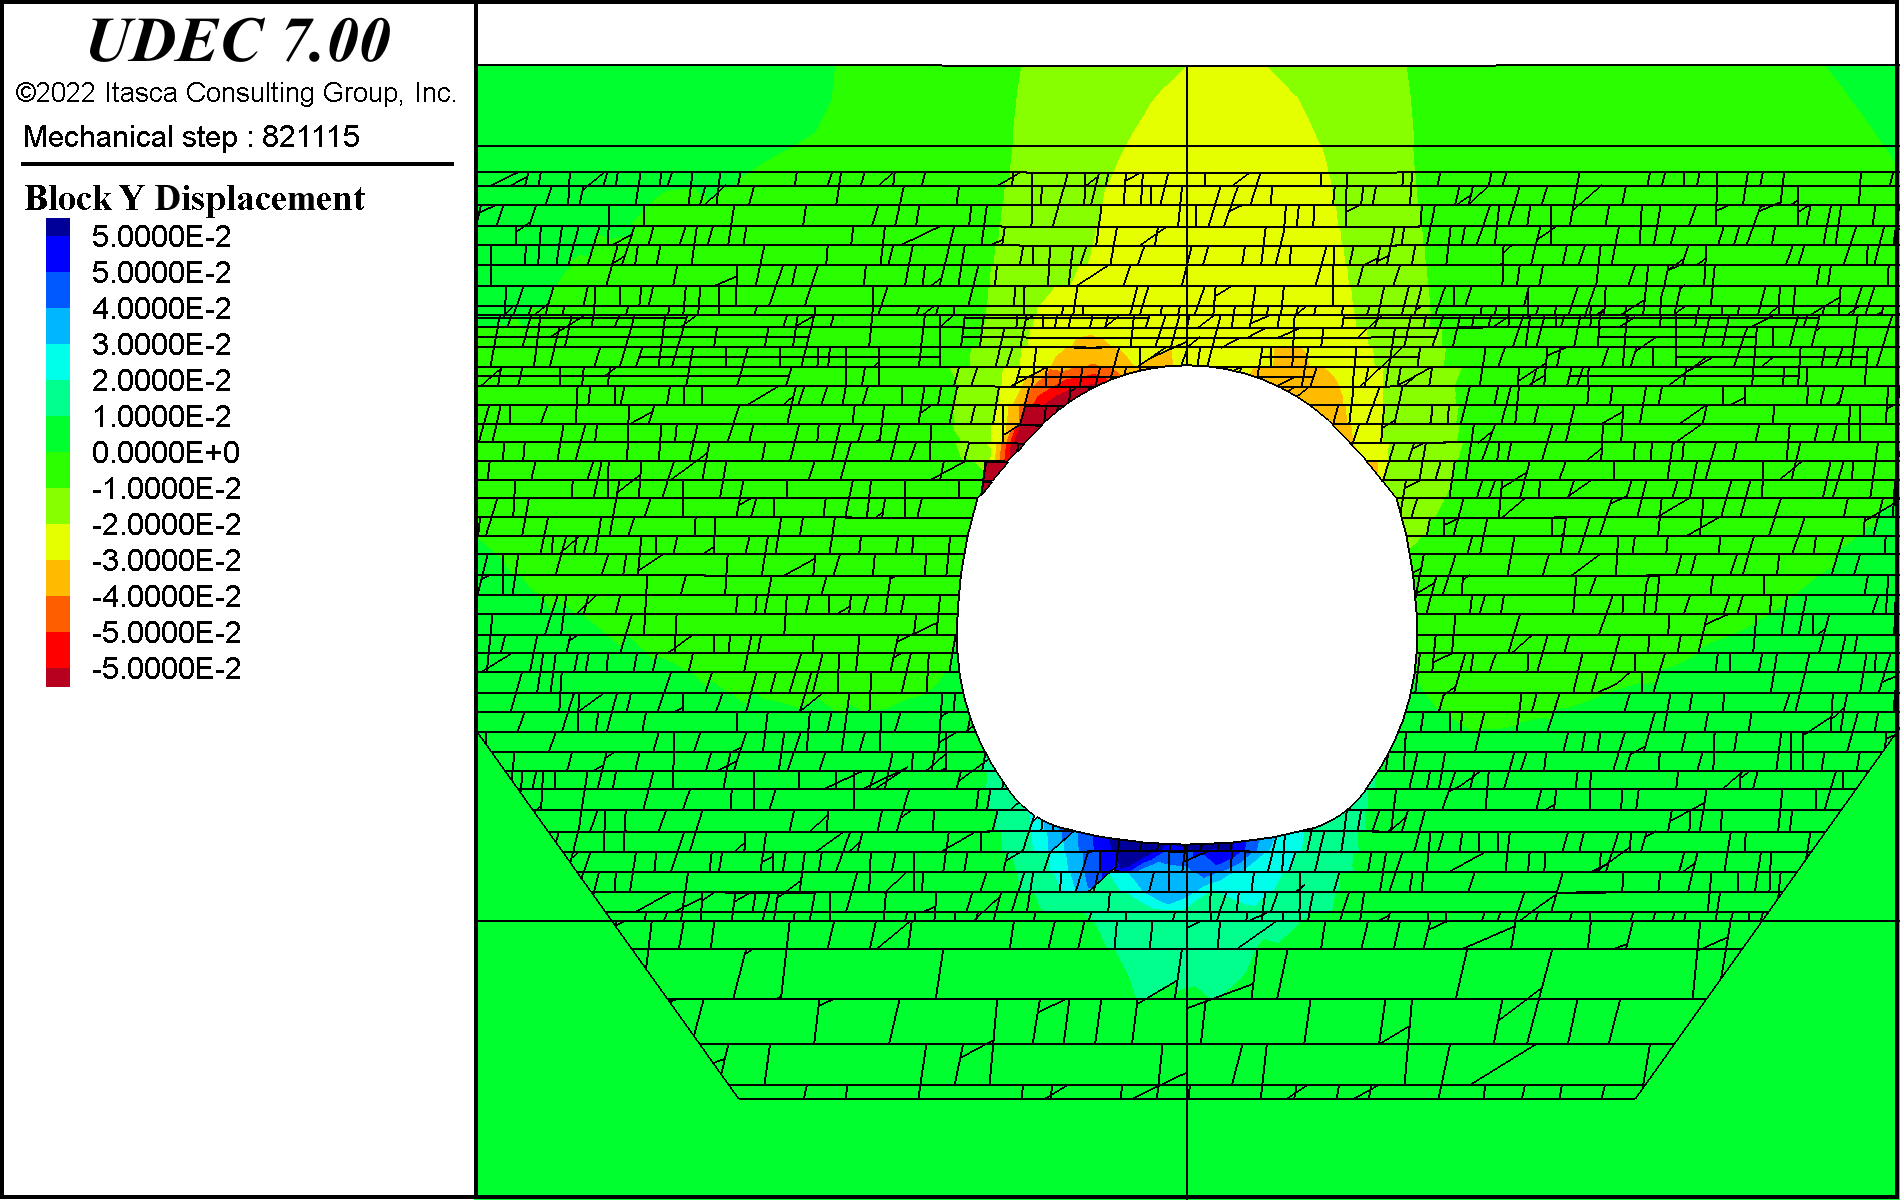 UDEC 7.00
©2022 Itasca Consulting Group, Inc.
Mechanical step : 821115
Block Y Displacement
5.0000E-2
5.0000E-2
4.0000E-2
3.0000E-2
2.0000E-2
1.0000E-2
0.0000E+0
-1.0000E-2
-2.0000E-2
-3.0000E-2
-4.0000E-2
-5.0000E-2
-5.0000E-2